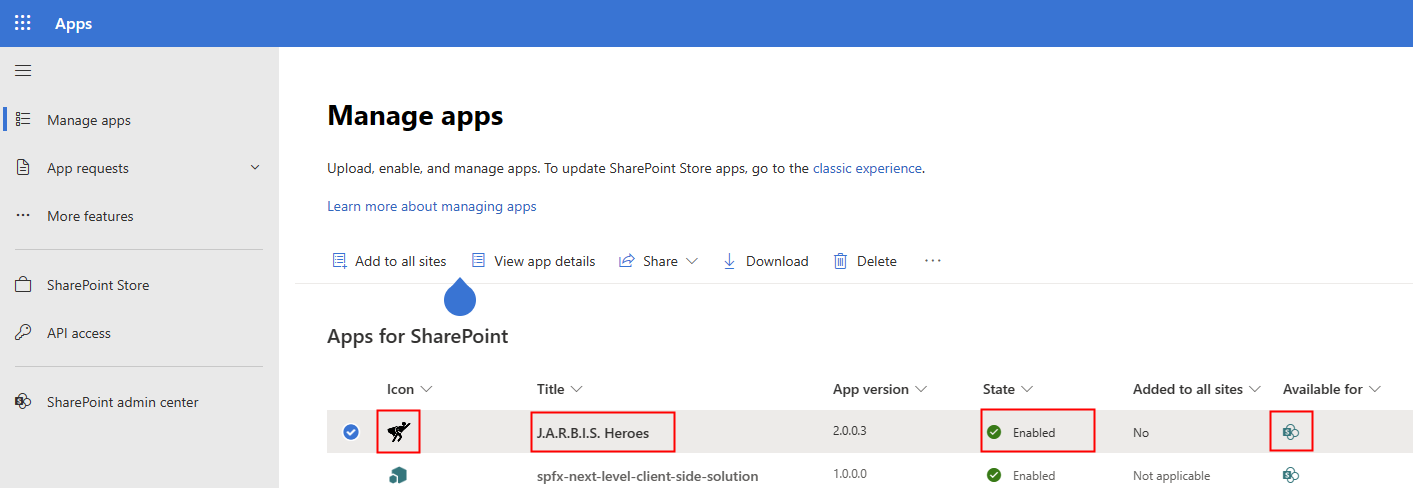 Apps
Manage apps
App requests
More features
SharePoint Store
API access
SharePoint admin center
Manage apps
Upload, enable, and manage apps. To update SharePoint Store apps, go to the classic experience.
Learn more about managing apps
Add to all sites View app details Share Download Delete ...
Apps for SharePoint
Icon Title App version State Added to all sites Available for
J.A.R.B.I.S. Heroes 2.0.0.3 Enabled No
spfx-next-level-client-side-solution 1.0.0.0 Enabled Not applicable